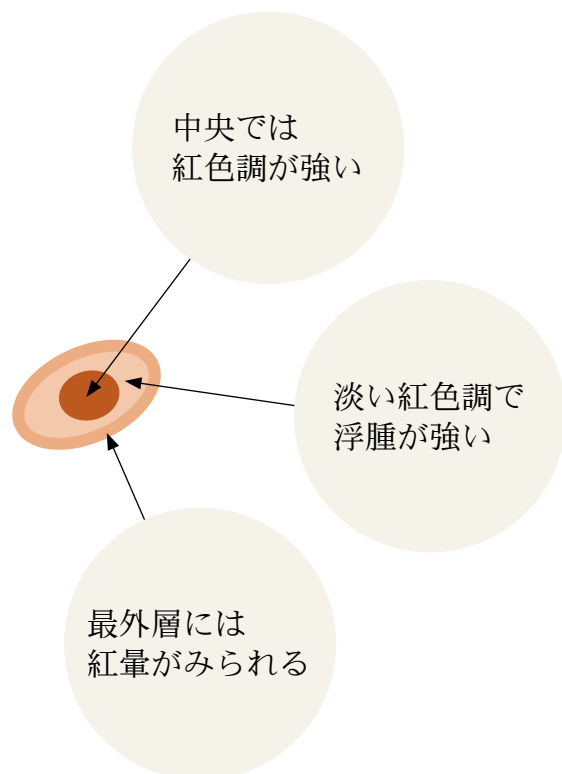 中央では
紅色調が強い
淡い紅色調で
浮腫が強い
最外層には
紅暈がみられる